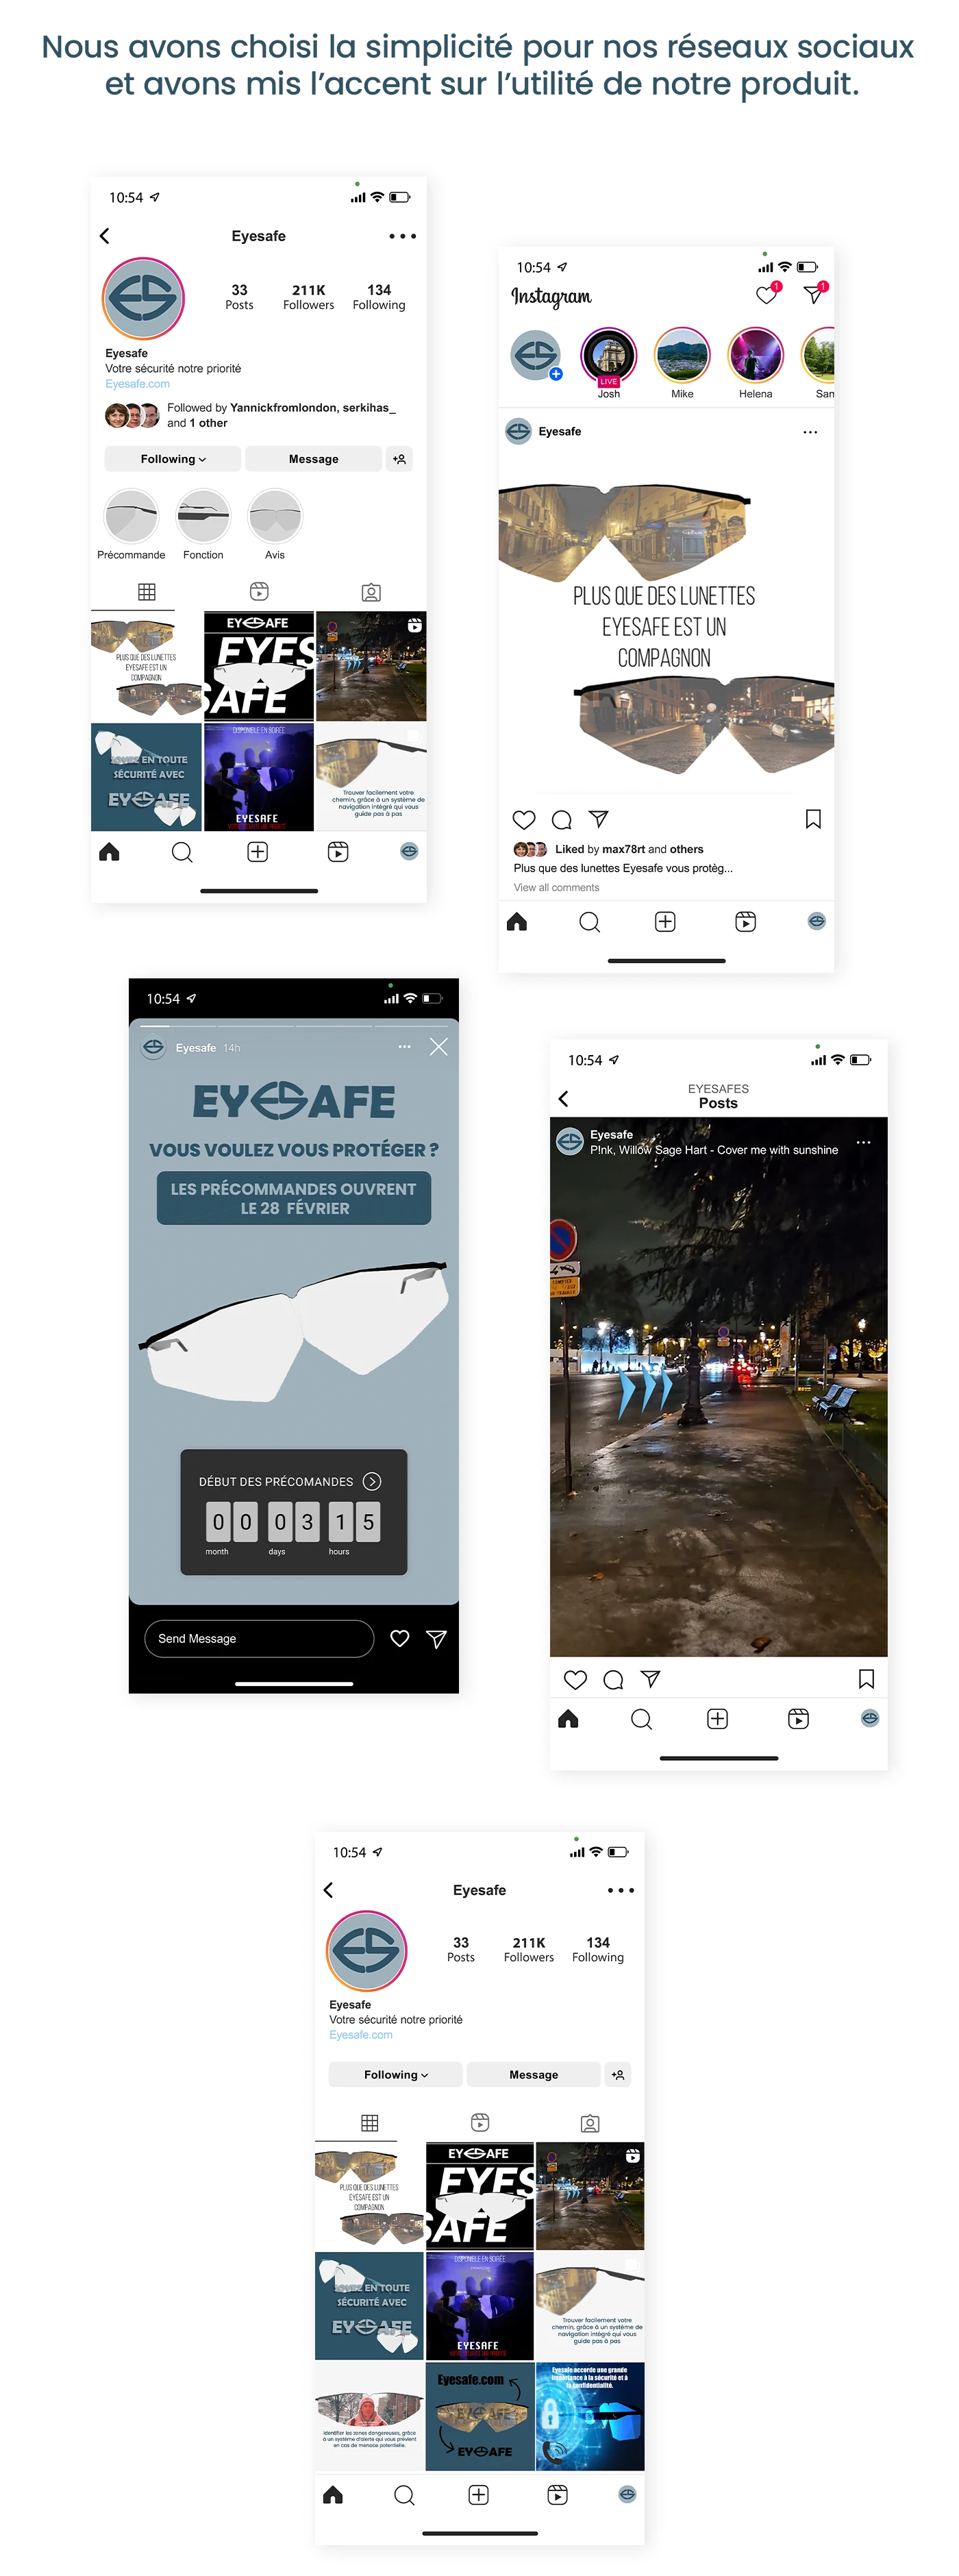 Nous avons choisi la simplicité pour nos réseaux sociaux
et avons mis l'accent sur l'utilité de notre produit.
10:54
Eyesafe
33 211K 134
Posts Followers Following
Eyesafe
Votre sécurité notre priorité
Eyesafe.com
Followed by Yannickfromlondon, serkihas_
and 1 other
Following Message
Précommande Fonction Avis
PLUS QUE DES LUNETTES
EYESAFE EST UN
COMPAGNON
EYESAFE
EYES
SAFE
EN TOUTE
SÉCURITÉ AVEC
EYESAFE
DISPONIBLE EN SOIRÉE
EYESAFE
Trouver facilement votre
chemin, grâce à un système de
navigation intégré qui vous
guide pas à pas
10:54
Instagram
1 1
LIVE
Josh Mike Helena San
Eyesafe
PLUS QUE DES LUNETTES
EYESAFE EST UN
COMPAGNON
Liked by max78rt and others
Plus que des lunettes Eyesafe vous protèg...
View all comments
10:54
Eyesafe 14h
EYESAFE
VOUS VOULEZ VOUS PROTÉGER ?
LES PRÉCOMMANDES OUVRENT
LE 28 FÉVRIER
DÉBUT DES PRÉCOMANDES
0 0 0 3 1 5
month days hours
Send Message
10:54
EYESAFES
Posts
Eyesafe
P!nk, Willow Sage Hart - Cover me with sunshine
10:54
Eyesafe
33 211K 134
Posts Followers Following
Eyesafe
Votre sécurité notre priorité
Eyesafe.com
Following Message
PLUS QUE DES LUNETTES
EYESAFE EST UN
COMPAGNON
EYESAFE
EYES
SAFE
EN TOUTE
SÉCURITÉ AVEC
EYESAFE
DISPONIBLE EN SOIRÉE
EYESAFE
Trouver facilement votre
chemin, grâce à un système de
navigation intégré qui vous
guide pas à pas
Identifier les zones dangereuses, grâce
à un système d'alerte qui vous prévient
en cas de menace potentielle.
Eyesafe.com
EYESAFE
EYESAFE
Eyesafe accorde une grande
importance à la sécurité et à
la confidentialité.